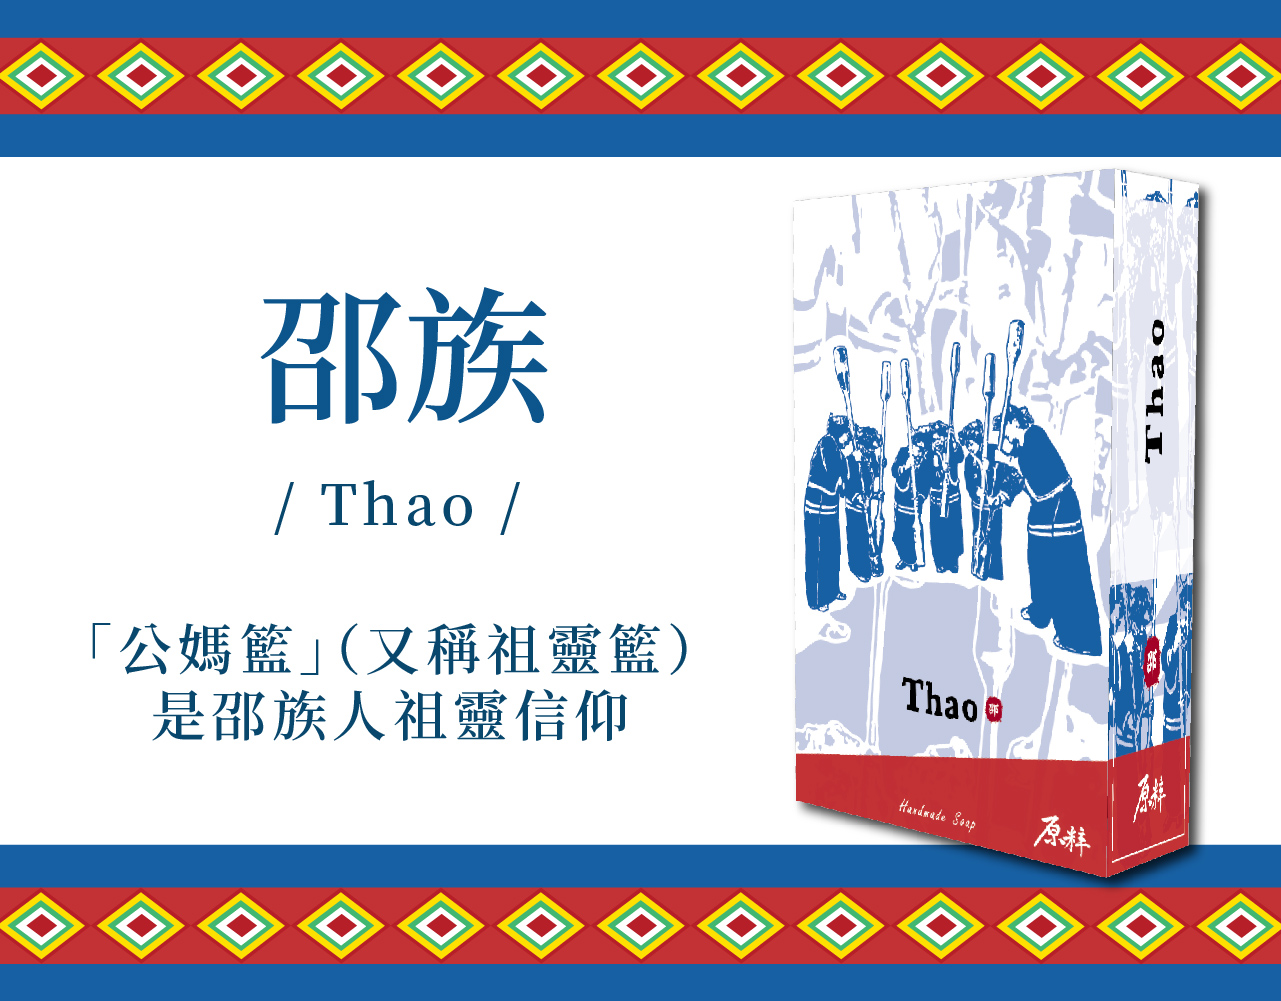 邵族
/ Thao /
「公媽籃」(又稱祖靈籃)
是邵族人祖靈信仰
Thao 邵
Handmade Soap
原粹
Thao
邵
原粹